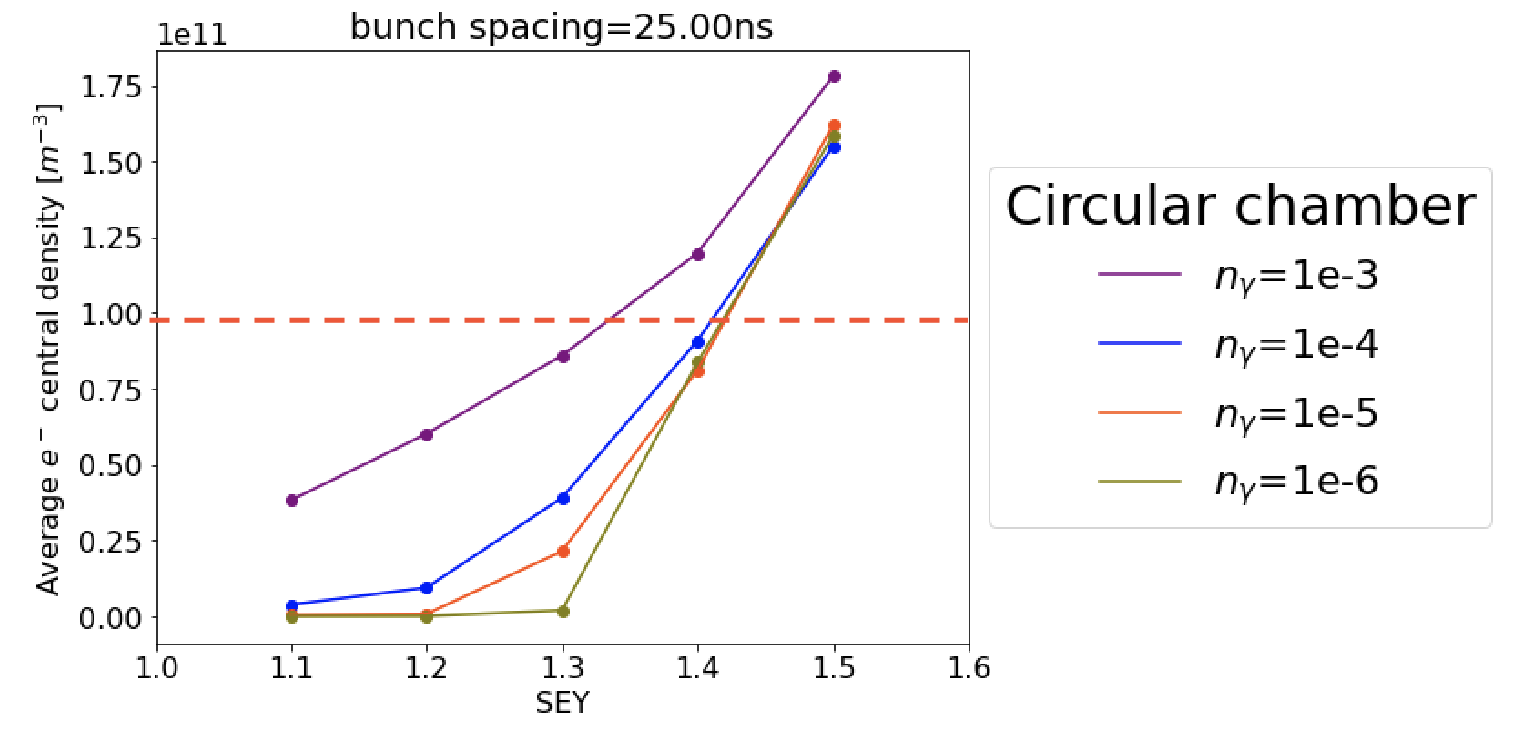 bunch spacing=25.00ns
1e11
Average e⁻ central density [m⁻³]
1.75
1.50
1.25
1.00
0.75
0.50
0.25
0.00
1.0 1.1 1.2 1.3 1.4 1.5 1.6
SEY
Circular chamber
nᵧ=1e-3
nᵧ=1e-4
nᵧ=1e-5
nᵧ=1e-6